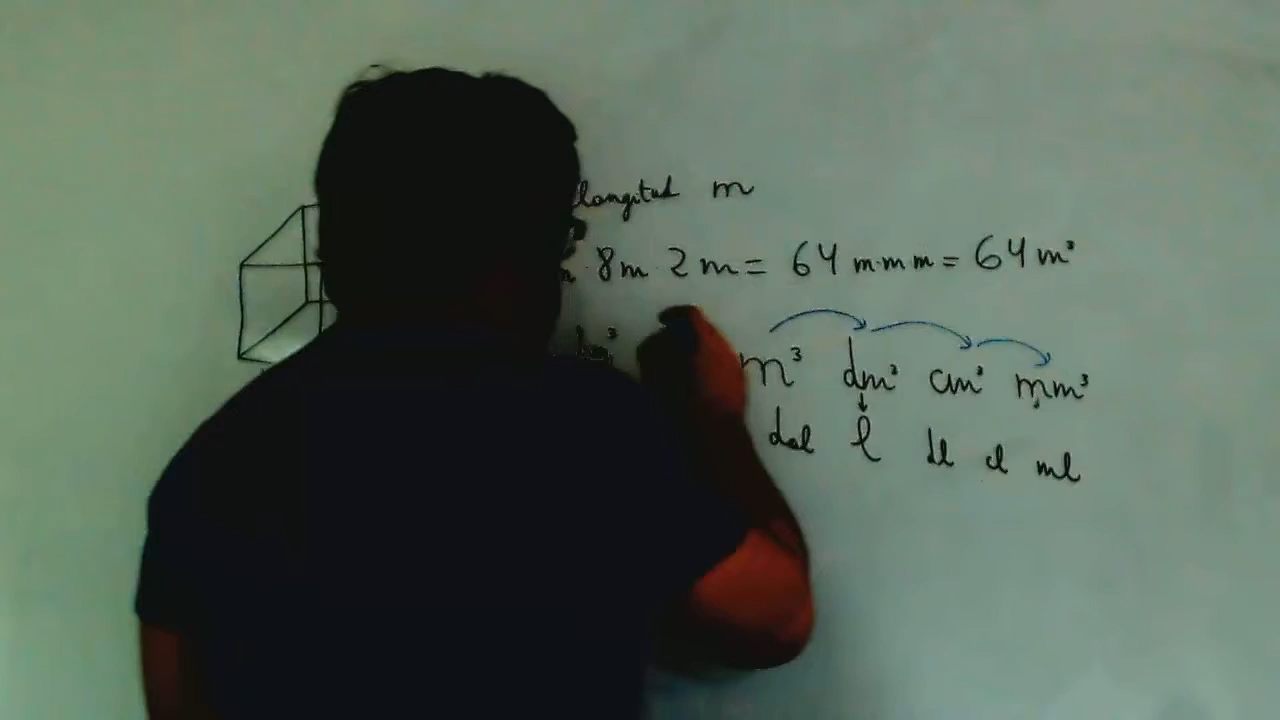 longitud m
· 8m · 2m = 64 m·m·m = 64 m³
m³ dm³ cm³ mm³
dal l dl cl ml